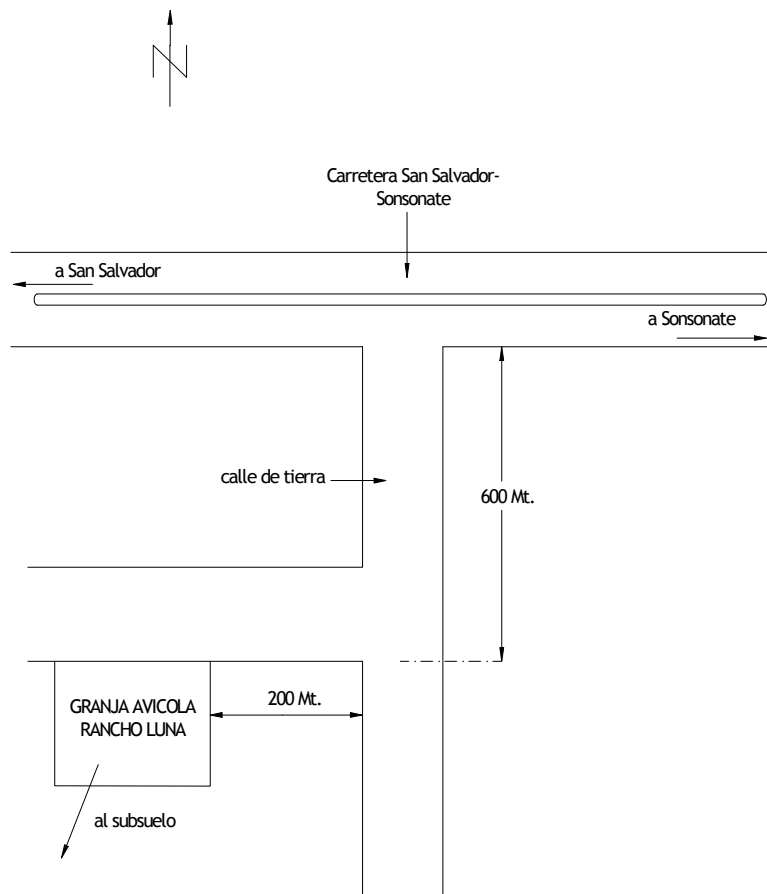 N
Carretera San Salvador-
Sonsonate
a San Salvador
a Sonsonate
calle de tierra
600 Mt.
200 Mt.
GRANJA AVICOLA
RANCHO LUNA
al subsuelo